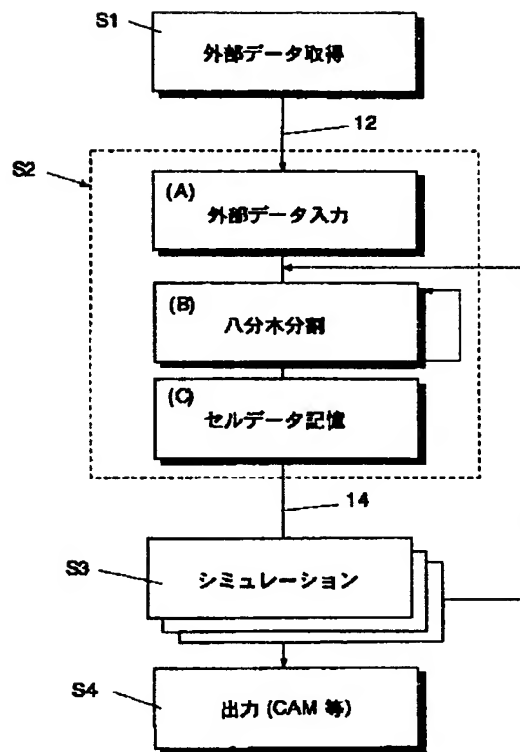 S1
外部データ取得
12
S2
(A)
外部データ入力
(B)
八分木分割
(C)
セルデータ記憶
14
S3
シミュレーション
S4
出力 (CAM 等)